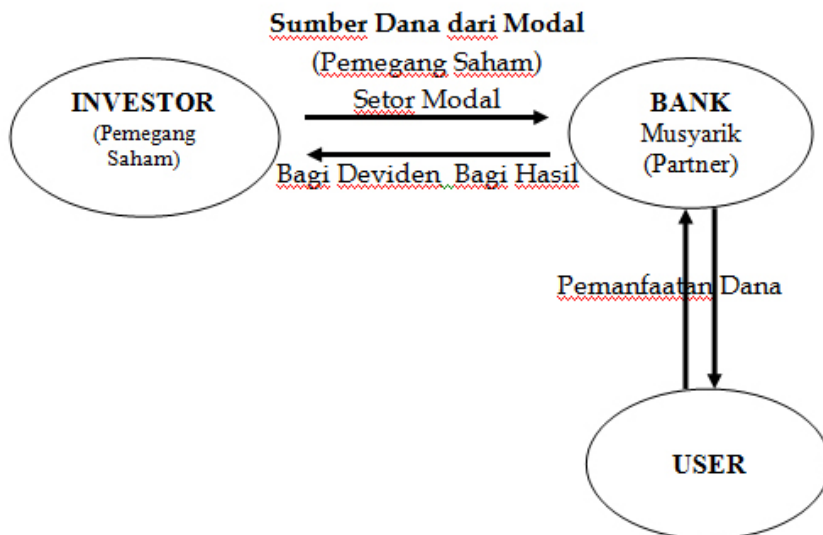 Sumber Dana dari Modal
(Pemegang Saham)
INVESTOR
(Pemegang
Saham)
Setor Modal
Bagi Deviden Bagi Hasil
BANK
Musyarik
(Partner)
Pemanfaatan Dana
USER